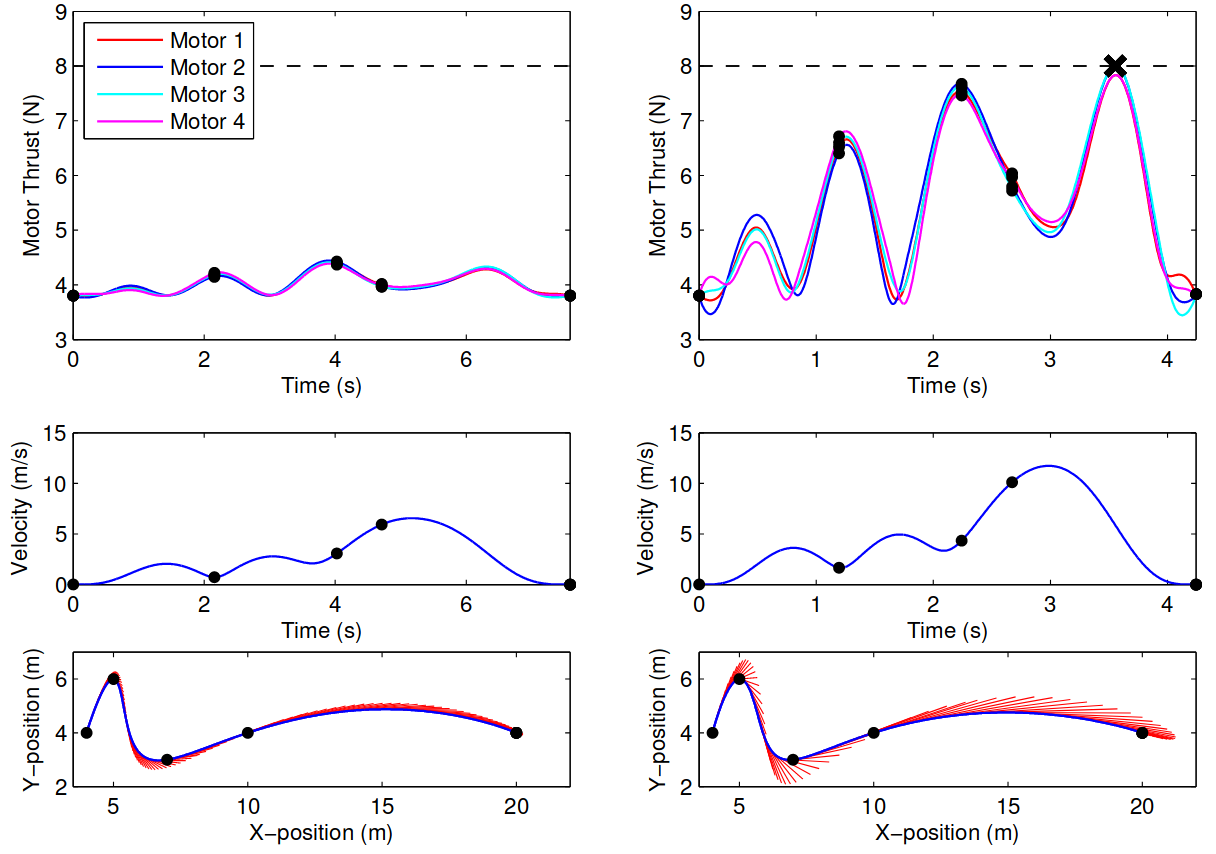 9
8
7
6
5
4
3
Motor Thrust (N)
Motor 1
Motor 2
Motor 3
Motor 4
0 2 4 6
Time (s)
9
8
7
6
5
4
3
Motor Thrust (N)
0 1 2 3 4
Time (s)
15
10
5
0
Velocity (m/s)
0 2 4 6
Time (s)
15
10
5
0
Velocity (m/s)
0 1 2 3 4
Time (s)
6
4
2
Y−position (m)
5 10 15 20
X−position (m)
6
4
2
Y−position (m)
5 10 15 20
X−position (m)